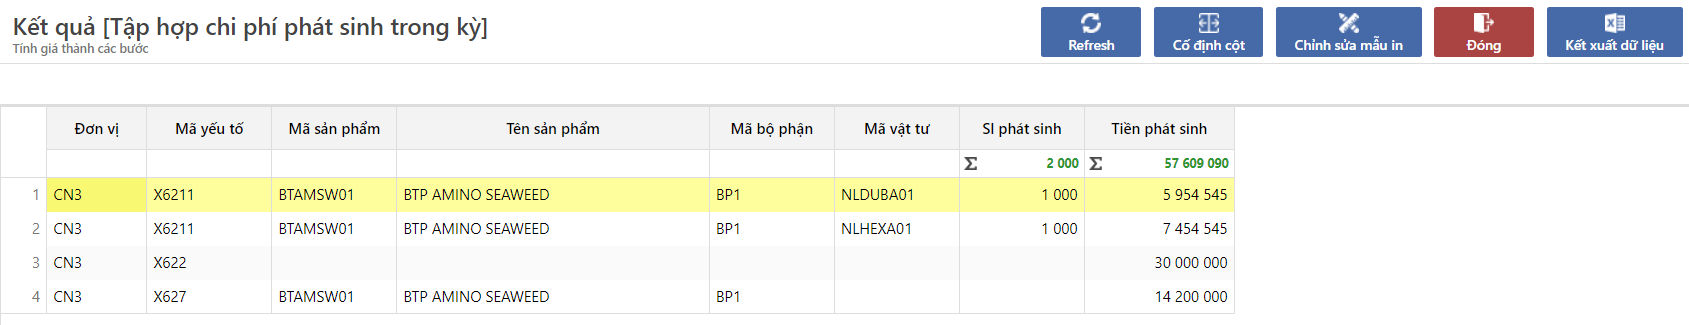 Kết quả [Tập hợp chi phí phát sinh trong kỳ]
Tính giá thành các bước
Refresh
Cố định cột
Chỉnh sửa mẫu in
Đóng
Kết xuất dữ liệu
Đơn vị Mã yếu tố Mã sản phẩm Tên sản phẩm Mã bộ phận Mã vật tư Sl phát sinh Tiền phát sinh
Σ 2 000 Σ 57 609 090
1 CN3 X6211 BTAMSW01 BTP AMINO SEAWEED BP1 NLDUBA01 1 000 5 954 545
2 CN3 X6211 BTAMSW01 BTP AMINO SEAWEED BP1 NLHEXA01 1 000 7 454 545
3 CN3 X622 30 000 000
4 CN3 X627 BTAMSW01 BTP AMINO SEAWEED BP1 14 200 000